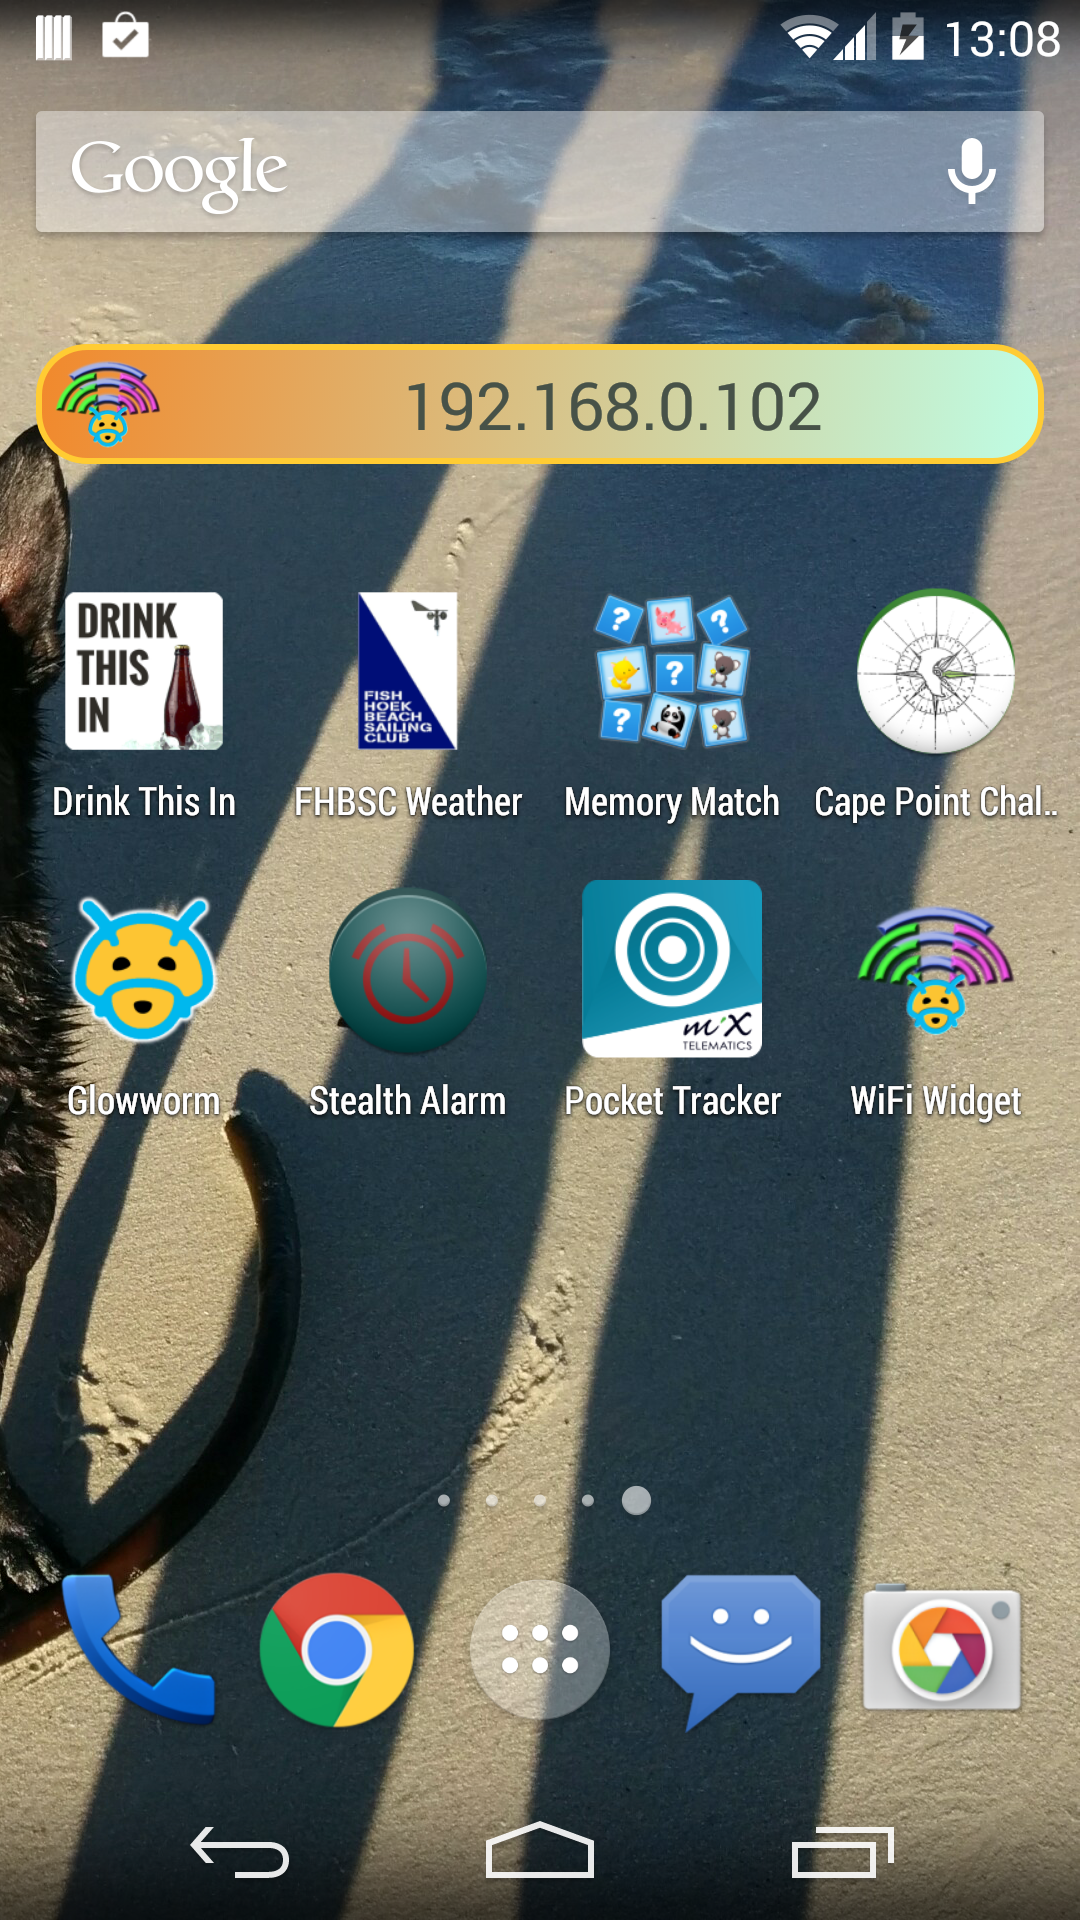 13:08
Google
192.168.0.102
DRINK
THIS
IN
FISH
HOEK
BEACH
SAILING
CLUB
? ?
?
?
Drink This In
FHBSC Weather
Memory Match
Cape Point Chal..
mix
TELEMATICS
Glowworm
Stealth Alarm
Pocket Tracker
WiFi Widget